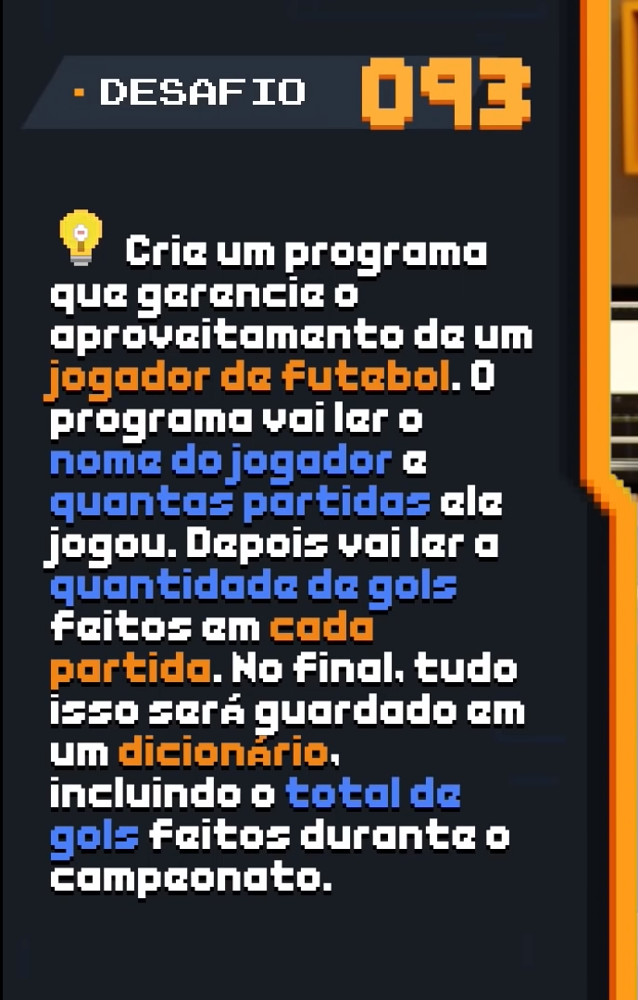 DESAFIO 093
Crie um programa
que gerencie o
aproveitamento de um
jogador de futebol. O
programa vai ler o
nome do jogador e
quantas partidas ele
jogou. Depois vai ler a
quantidade de gols
feitos em cada
partida. No final, tudo
isso será guardado em
um dicionário,
incluindo o total de
gols feitos durante o
campeonato.